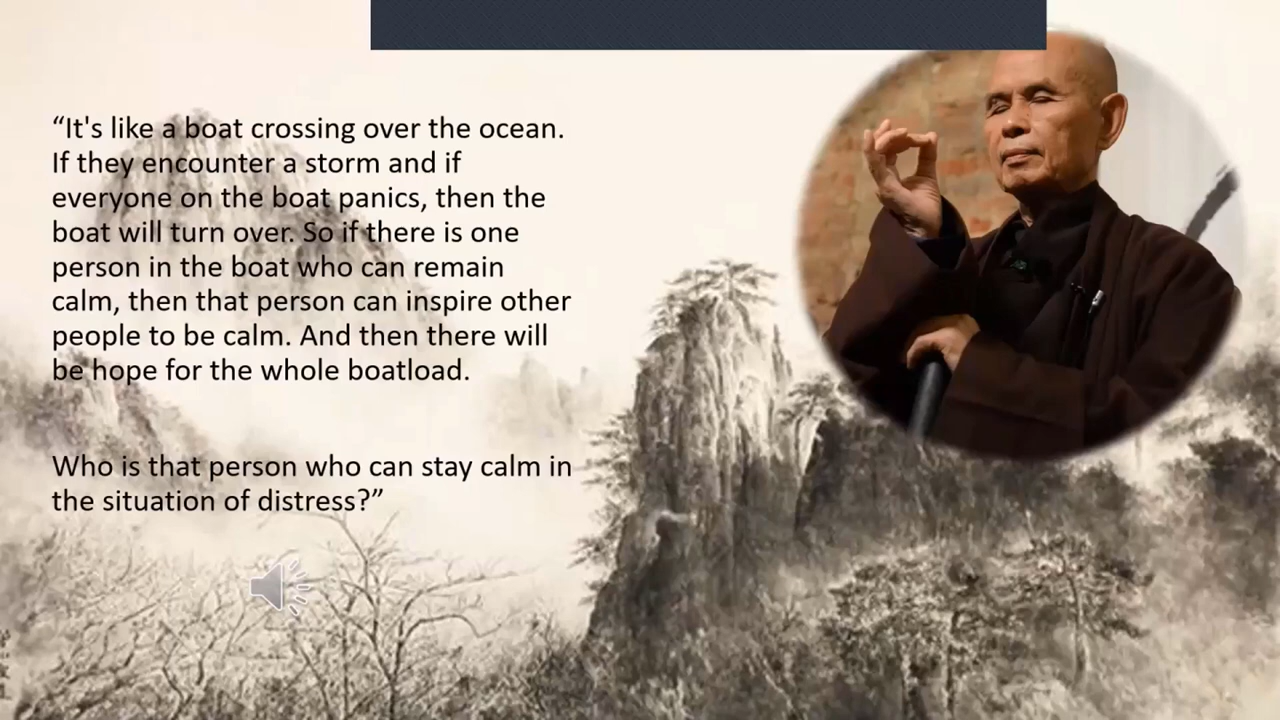 “It's like a boat crossing over the ocean.
If they encounter a storm and if
everyone on the boat panics, then the
boat will turn over. So if there is one
person in the boat who can remain
calm, then that person can inspire other
people to be calm. And then there will
be hope for the whole boatload.
Who is that person who can stay calm in
the situation of distress?”